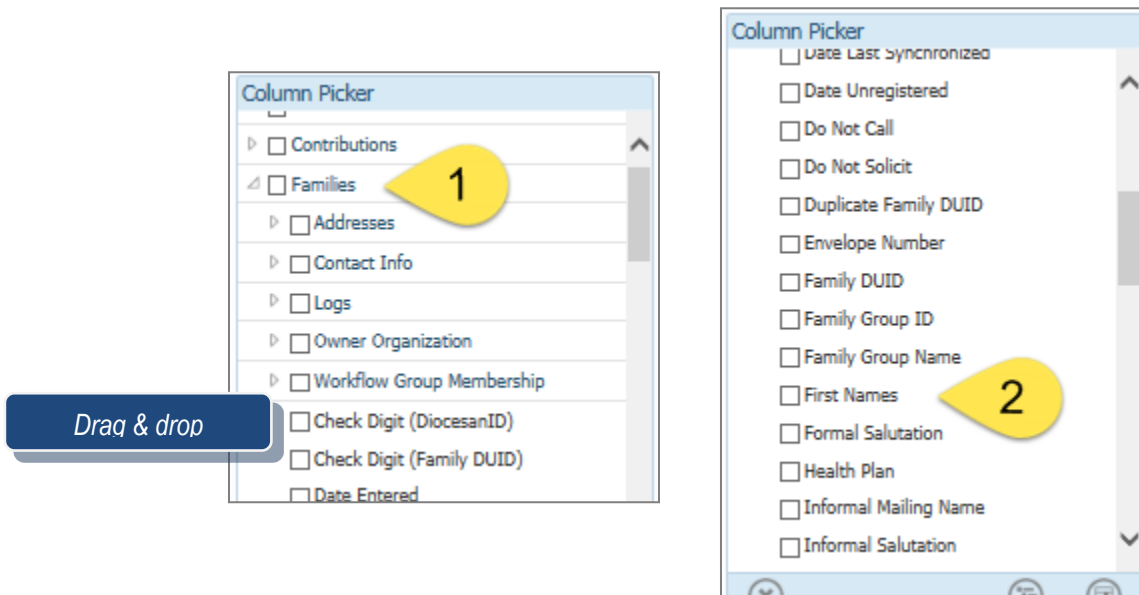 Column Picker
Contributions
Families
1
Addresses
Contact Info
Logs
Owner Organization
Workflow Group Membership
Check Digit (DiocesanID)
Check Digit (Family DUID)
Date Entered
Drag & drop
Column Picker
Date Last Synchronized
Date Unregistered
Do Not Call
Do Not Solicit
Duplicate Family DUID
Envelope Number
Family DUID
Family Group ID
Family Group Name
First Names
2
Formal Salutation
Health Plan
Informal Mailing Name
Informal Salutation